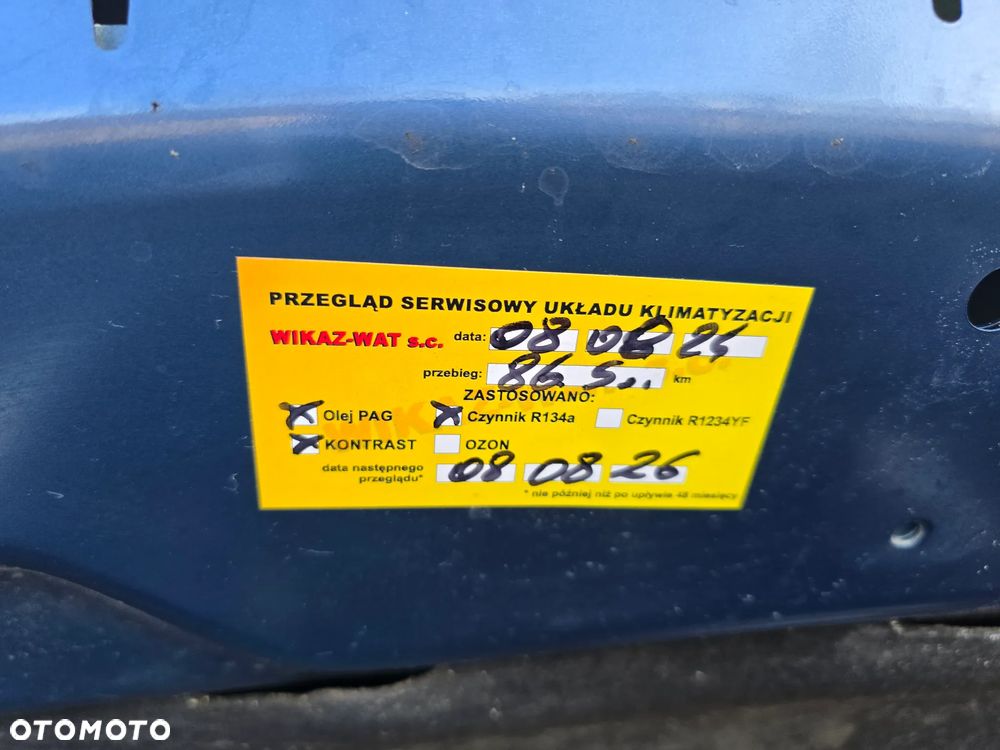 PRZEGLĄD SERWISOWY UKŁADU KLIMATYZACJI
WIKAZ-WAT s.c. data: 08 08 24
przebieg: 86.5... km
ZASTOSOWANO:
Olej PAG Czynnik R134a Czynnik R1234YF
KONTRAST OZON
data następnego przeglądu* 08 08 26
* nie później niż po upływie 48 miesięcy
OTOMOTO